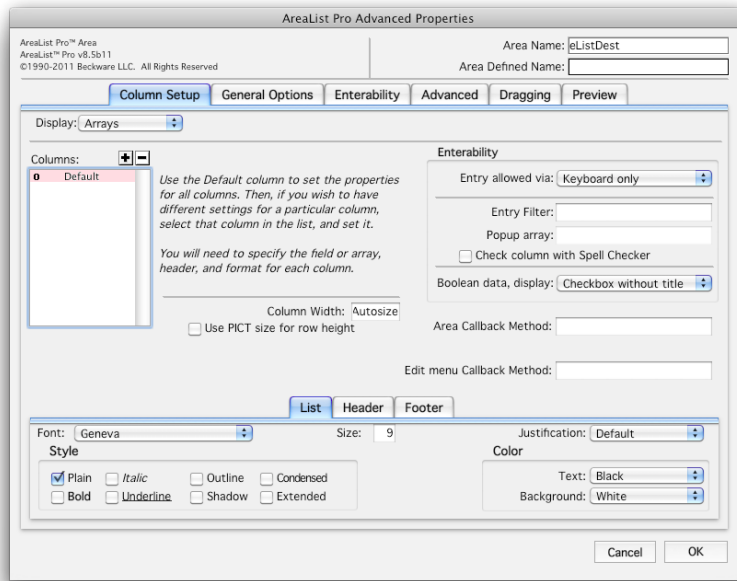 AreaList Pro Advanced Properties
AreaList Pro™ Area
AreaList™ Pro v8.5b11
©1990-2011 Beckware LLC. All Rights Reserved
Area Name: eListDest
Area Defined Name:
Column Setup General Options Enterability Advanced Dragging Preview
Display: Arrays
Columns: + −
0 Default
Use the Default column to set the properties
for all columns. Then, if you wish to have
different settings for a particular column,
select that column in the list, and set it.
You will need to specify the field or array,
header, and format for each column.
Column Width: Autosize
Use PICT size for row height
Enterability
Entry allowed via: Keyboard only
Entry Filter:
Popup array:
Check column with Spell Checker
Boolean data, display: Checkbox without title
Area Callback Method:
Edit menu Callback Method:
List Header Footer
Font: Geneva Size: 9 Justification: Default
Style
Plain Italic Outline Condensed
Bold Underline Shadow Extended
Color
Text: Black
Background: White
Cancel OK